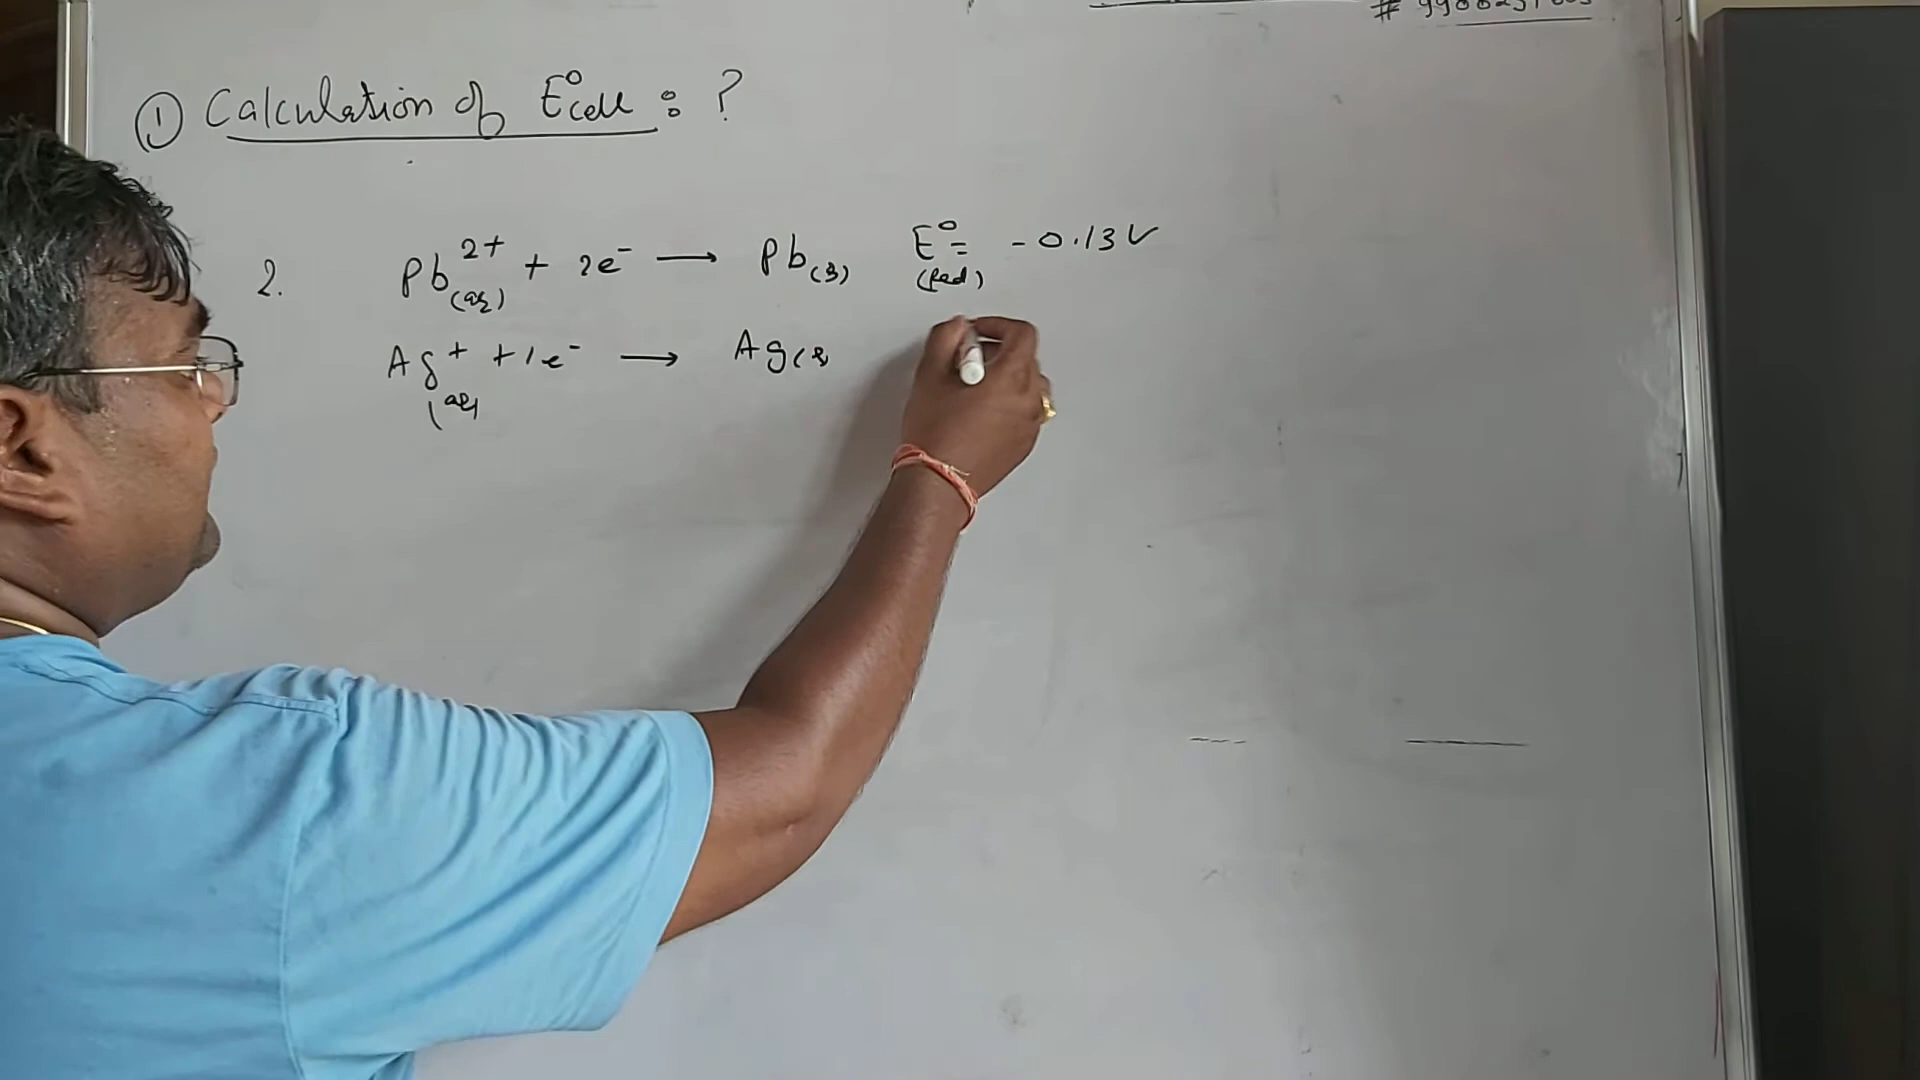 ① Calculation of E°cell : ?
2. Pb²⁺(aq) + 2e⁻ ⟶ Pb(s) E°(Red) = -0.13V
Ag⁺(aq) + 1e⁻ ⟶ Ag(s